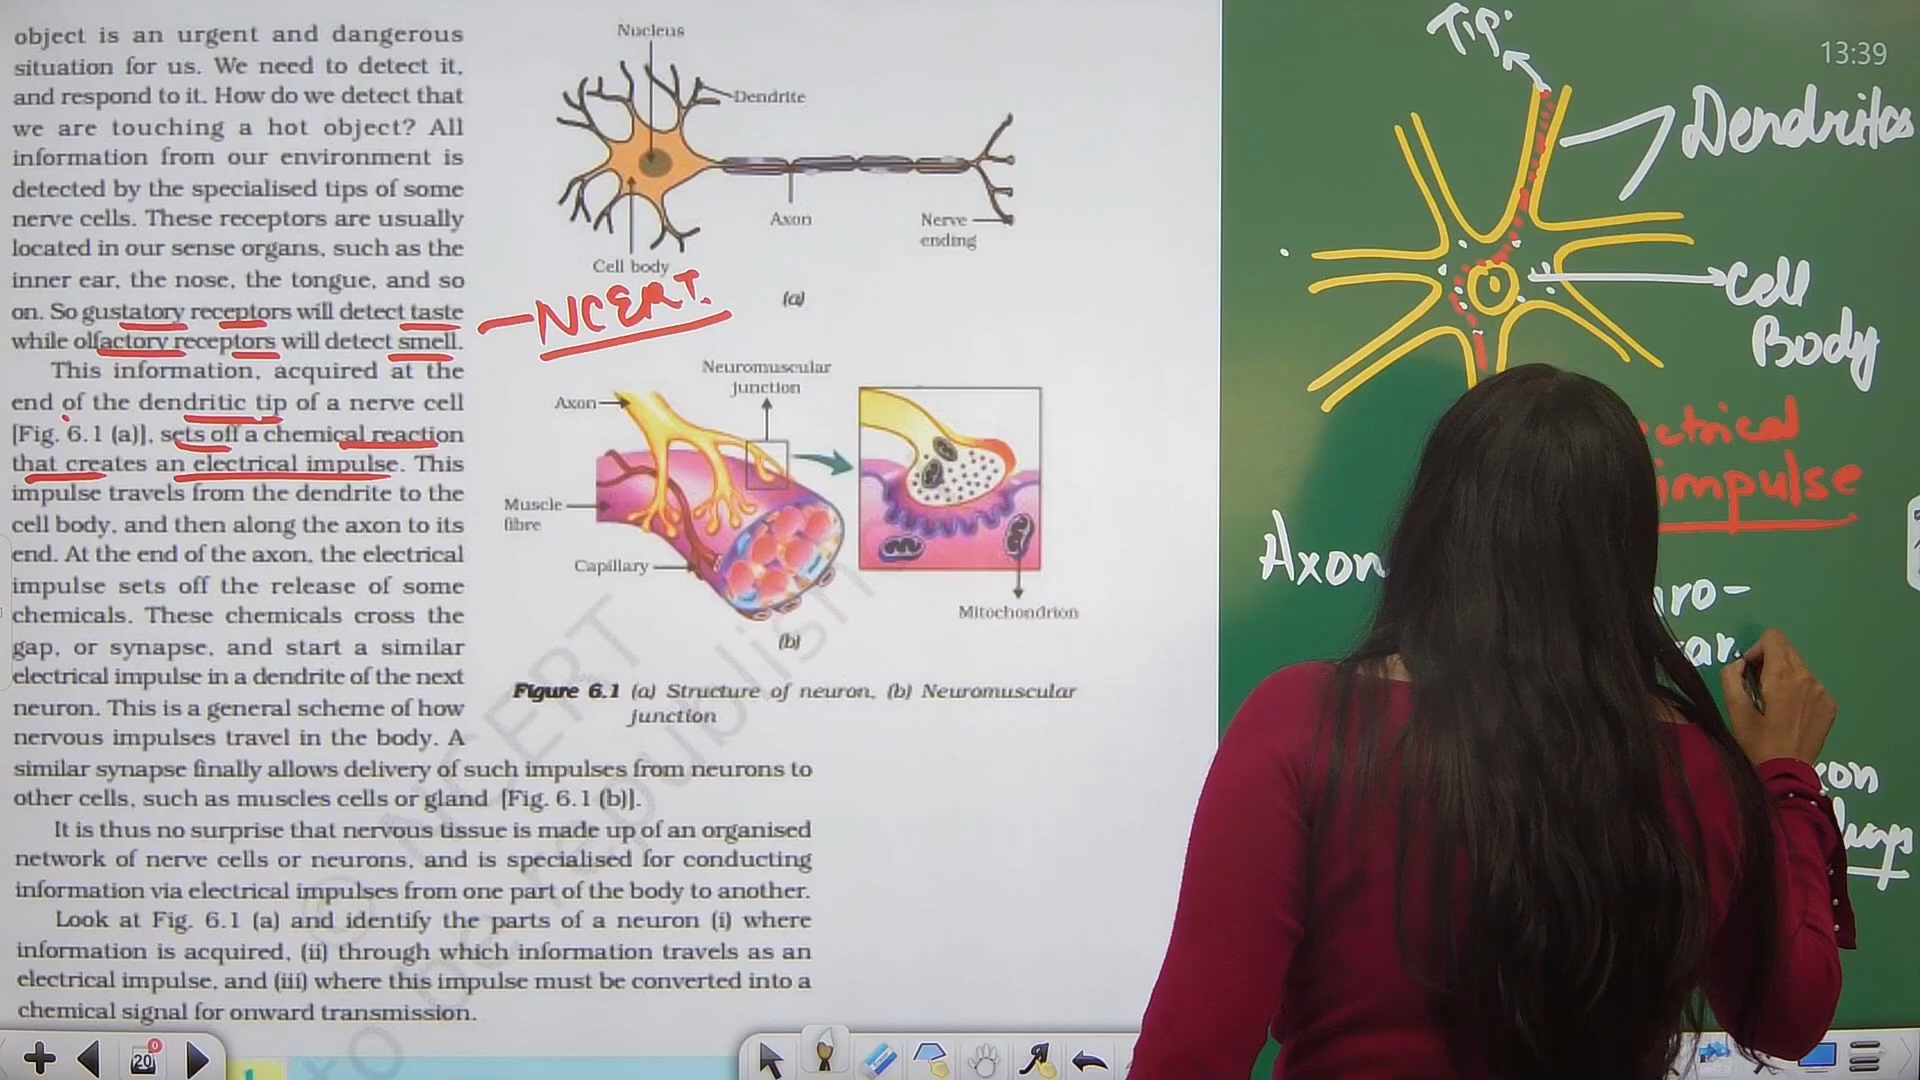 object is an urgent and dangerous
situation for us. We need to detect it,
and respond to it. How do we detect that
we are touching a hot object? All
information from our environment is
detected by the specialised tips of some
nerve cells. These receptors are usually
located in our sense organs, such as the
inner ear, the nose, the tongue, and so
on. So gustatory receptors will detect taste
while olfactory receptors will detect smell.
This information, acquired at the
end of the dendritic tip of a nerve cell
[Fig. 6.1 (a)], sets off a chemical reaction
that creates an electrical impulse. This
impulse travels from the dendrite to the
cell body, and then along the axon to its
end. At the end of the axon, the electrical
impulse sets off the release of some
chemicals. These chemicals cross the
gap, or synapse, and start a similar
electrical impulse in a dendrite of the next
neuron. This is a general scheme of how
nervous impulses travel in the body. A
similar synapse finally allows delivery of such impulses from neurons to
other cells, such as muscles cells or gland [Fig. 6.1 (b)].
It is thus no surprise that nervous tissue is made up of an organised
network of nerve cells or neurons, and is specialised for conducting
information via electrical impulses from one part of the body to another.
Look at Fig. 6.1 (a) and identify the parts of a neuron (i) where
information is acquired, (ii) through which information travels as an
electrical impulse, and (iii) where this impulse must be converted into a
chemical signal for onward transmission.
Nucleus
Dendrite
Axon
Nerve
ending
Cell body
(a)
NCERT.
Neuromuscular
junction
Axon
Muscle
fibre
Capillary
Mitochondrion
(b)
Figure 6.1 (a) Structure of neuron, (b) Neuromuscular
junction
© NCERT
to be republish
Tip
13:39
Dendrites
Cell
Body
ctrical
impulse
Axon
uro-
ar
on
20
0